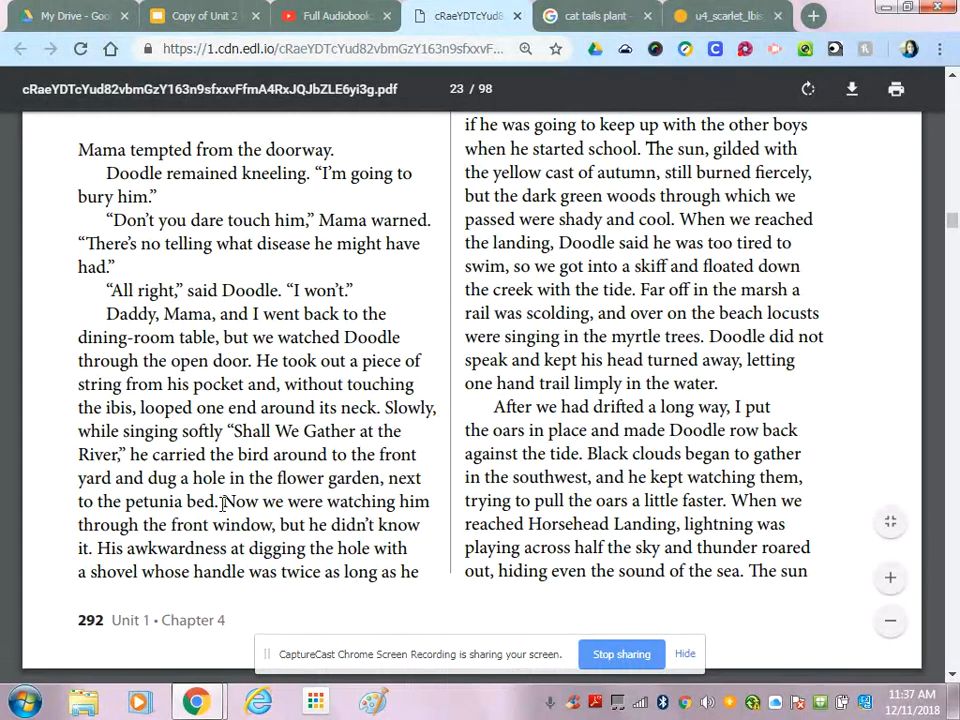 My Drive - Goo
Copy of Unit 2
Full Audiobook
cRaeYDTcYud8
cat tails plant -
u4_scarlet_Ibis
https://1.cdn.edl.io/cRaeYDTcYud82vbmGzY163n9sfxxvF...
cRaeYDTcYud82vbmGzY163n9sfxxvFfmA4RxJQJbZLE6yi3g.pdf
23 / 98
Mama tempted from the doorway.
Doodle remained kneeling. “I’m going to
bury him.”
“Don’t you dare touch him,” Mama warned.
“There’s no telling what disease he might have
had.”
“All right,” said Doodle. “I won’t.”
Daddy, Mama, and I went back to the
dining-room table, but we watched Doodle
through the open door. He took out a piece of
string from his pocket and, without touching
the ibis, looped one end around its neck. Slowly,
while singing softly “Shall We Gather at the
River,” he carried the bird around to the front
yard and dug a hole in the flower garden, next
to the petunia bed. Now we were watching him
through the front window, but he didn’t know
it. His awkwardness at digging the hole with
a shovel whose handle was twice as long as he
292 Unit 1 • Chapter 4
if he was going to keep up with the other boys
when he started school. The sun, gilded with
the yellow cast of autumn, still burned fiercely,
but the dark green woods through which we
passed were shady and cool. When we reached
the landing, Doodle said he was too tired to
swim, so we got into a skiff and floated down
the creek with the tide. Far off in the marsh a
rail was scolding, and over on the beach locusts
were singing in the myrtle trees. Doodle did not
speak and kept his head turned away, letting
one hand trail limply in the water.
After we had drifted a long way, I put
the oars in place and made Doodle row back
against the tide. Black clouds began to gather
in the southwest, and he kept watching them,
trying to pull the oars a little faster. When we
reached Horsehead Landing, lightning was
playing across half the sky and thunder roared
out, hiding even the sound of the sea. The sun
CaptureCast Chrome Screen Recording is sharing your screen.
Stop sharing
Hide
11:37 AM
12/11/2018